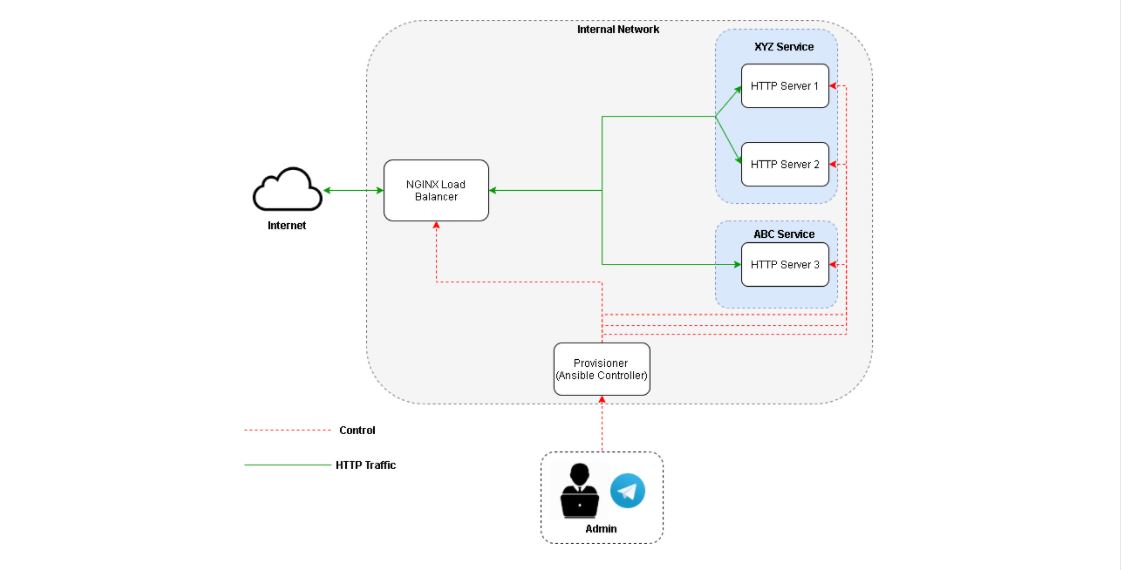 Internal Network
XYZ Service
HTTP Server 1
HTTP Server 2
NGINX Load
Balancer
Internet
ABC Service
HTTP Server 3
Provisioner
(Ansible Controller)
Control
HTTP Traffic
Admin